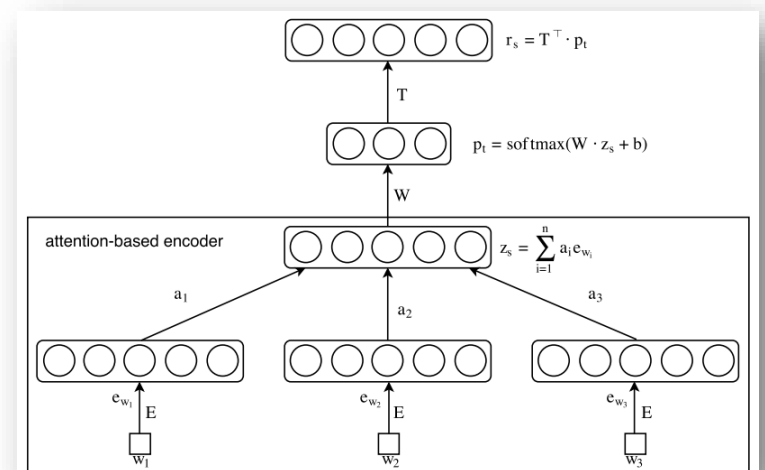 r_s = T^⊤ · p_t
T
p_t = softmax(W · z_s + b)
W
attention-based encoder
z_s = ∑_{i=1}^{n} a_i e_{w_i}
a_1
a_2
a_3
e_{w_1}
E
e_{w_2}
E
e_{w_3}
E
w_1
w_2
w_3